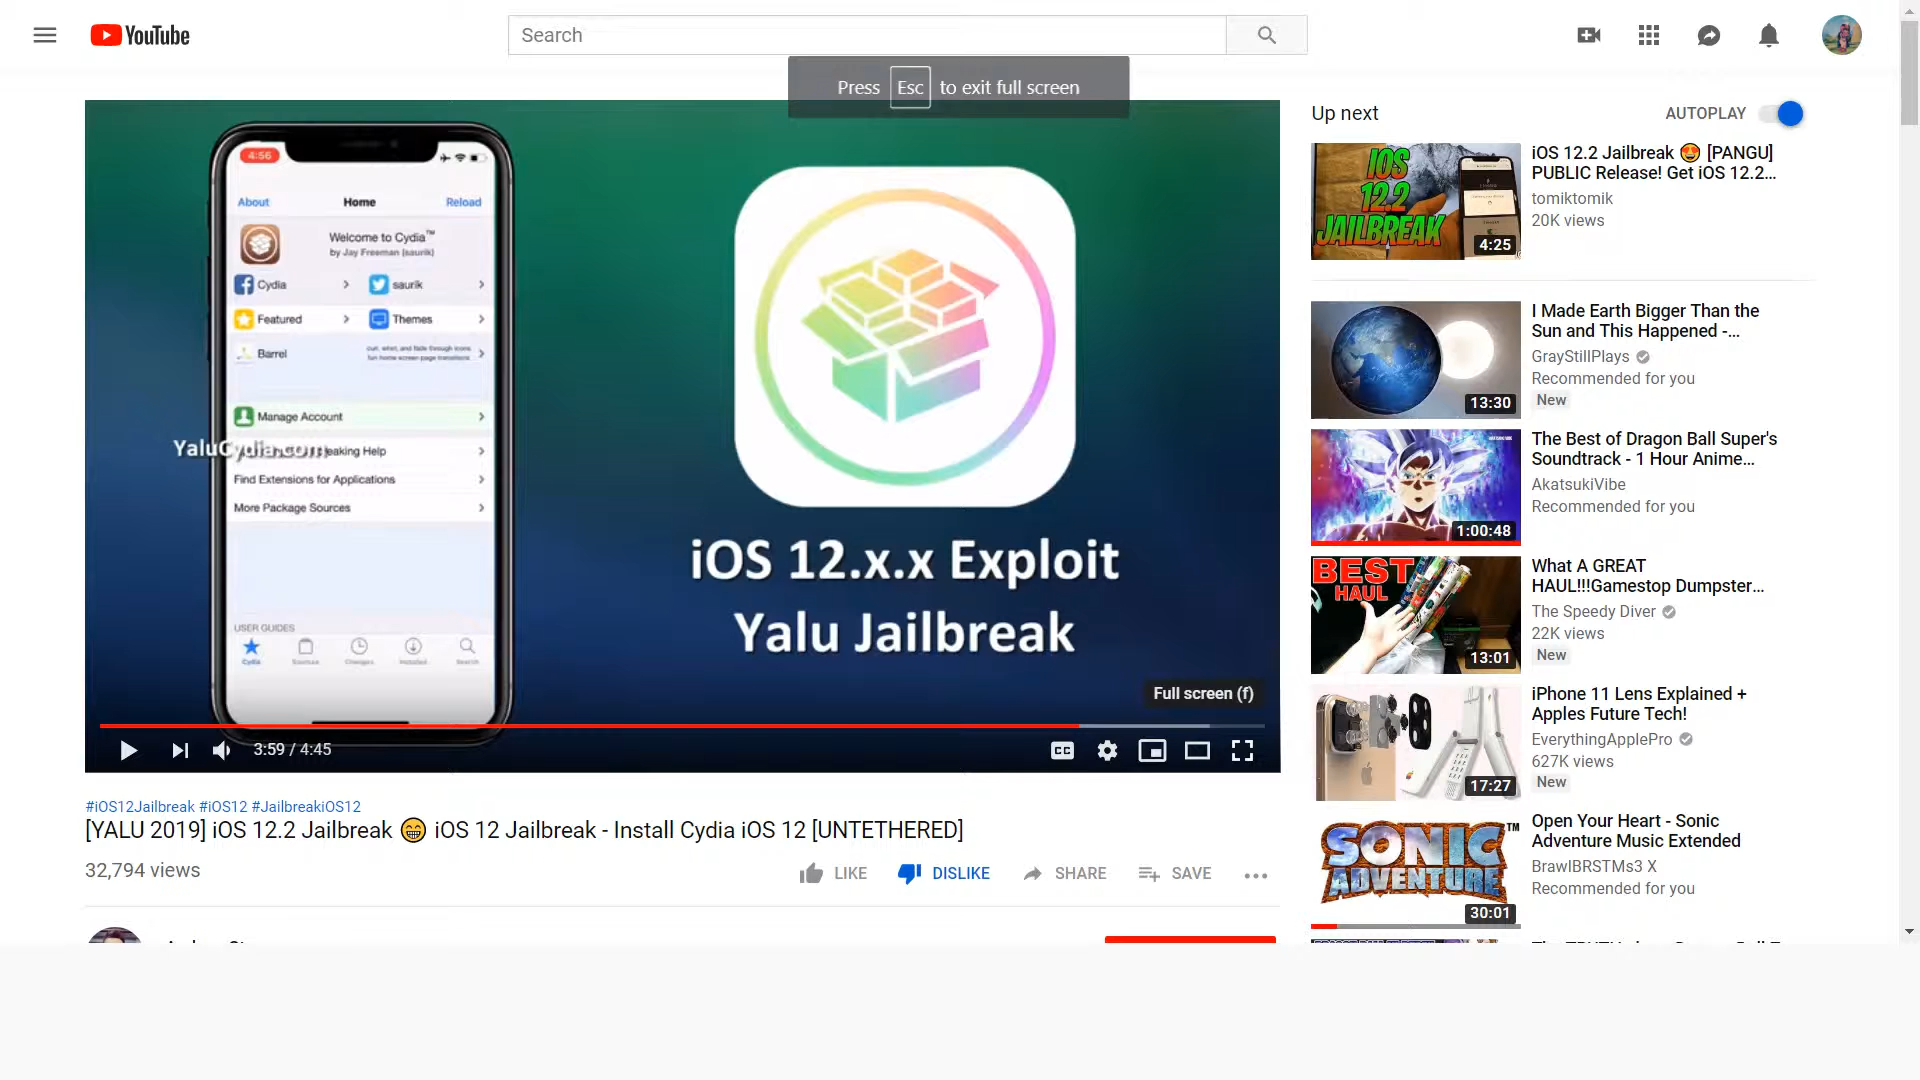 YouTube
Search
Press Esc to exit full screen
4:56
About Home Reload
Welcome to Cydia™
by Jay Freeman (saurik)
Cydia
saurik
Featured
Themes
Barrel
Manage Account
YaluCydia.com
Find Extensions for Applications
More Package Sources
USER GUIDES
Cydia
Sources
Changes
Installed
Search
iOS 12.x.x Exploit
Yalu Jailbreak
Full screen (f)
3:59 / 4:45
CC
#iOS12Jailbreak #iOS12 #JailbreakiOS12
[YALU 2019] iOS 12.2 Jailbreak 😁 iOS 12 Jailbreak - Install Cydia iOS 12 [UNTETHERED]
32,794 views
LIKE
DISLIKE
SHARE
SAVE
Up next
AUTOPLAY
IOS
12.2
JAILBREAK
4:25
iOS 12.2 Jailbreak 😍 [PANGU]
PUBLIC Release! Get iOS 12.2...
tomiktomik
20K views
13:30
I Made Earth Bigger Than the
Sun and This Happened -...
GrayStillPlays
Recommended for you
New
1:00:48
The Best of Dragon Ball Super's
Soundtrack - 1 Hour Anime...
AkatsukiVibe
Recommended for you
BEST
HAUL
13:01
What A GREAT
HAUL!!!Gamestop Dumpster...
The Speedy Diver
22K views
New
17:27
iPhone 11 Lens Explained +
Apples Future Tech!
EverythingApplePro
627K views
New
SONIC
ADVENTURE
TM
30:01
Open Your Heart - Sonic
Adventure Music Extended
BrawlBRSTMs3 X
Recommended for you